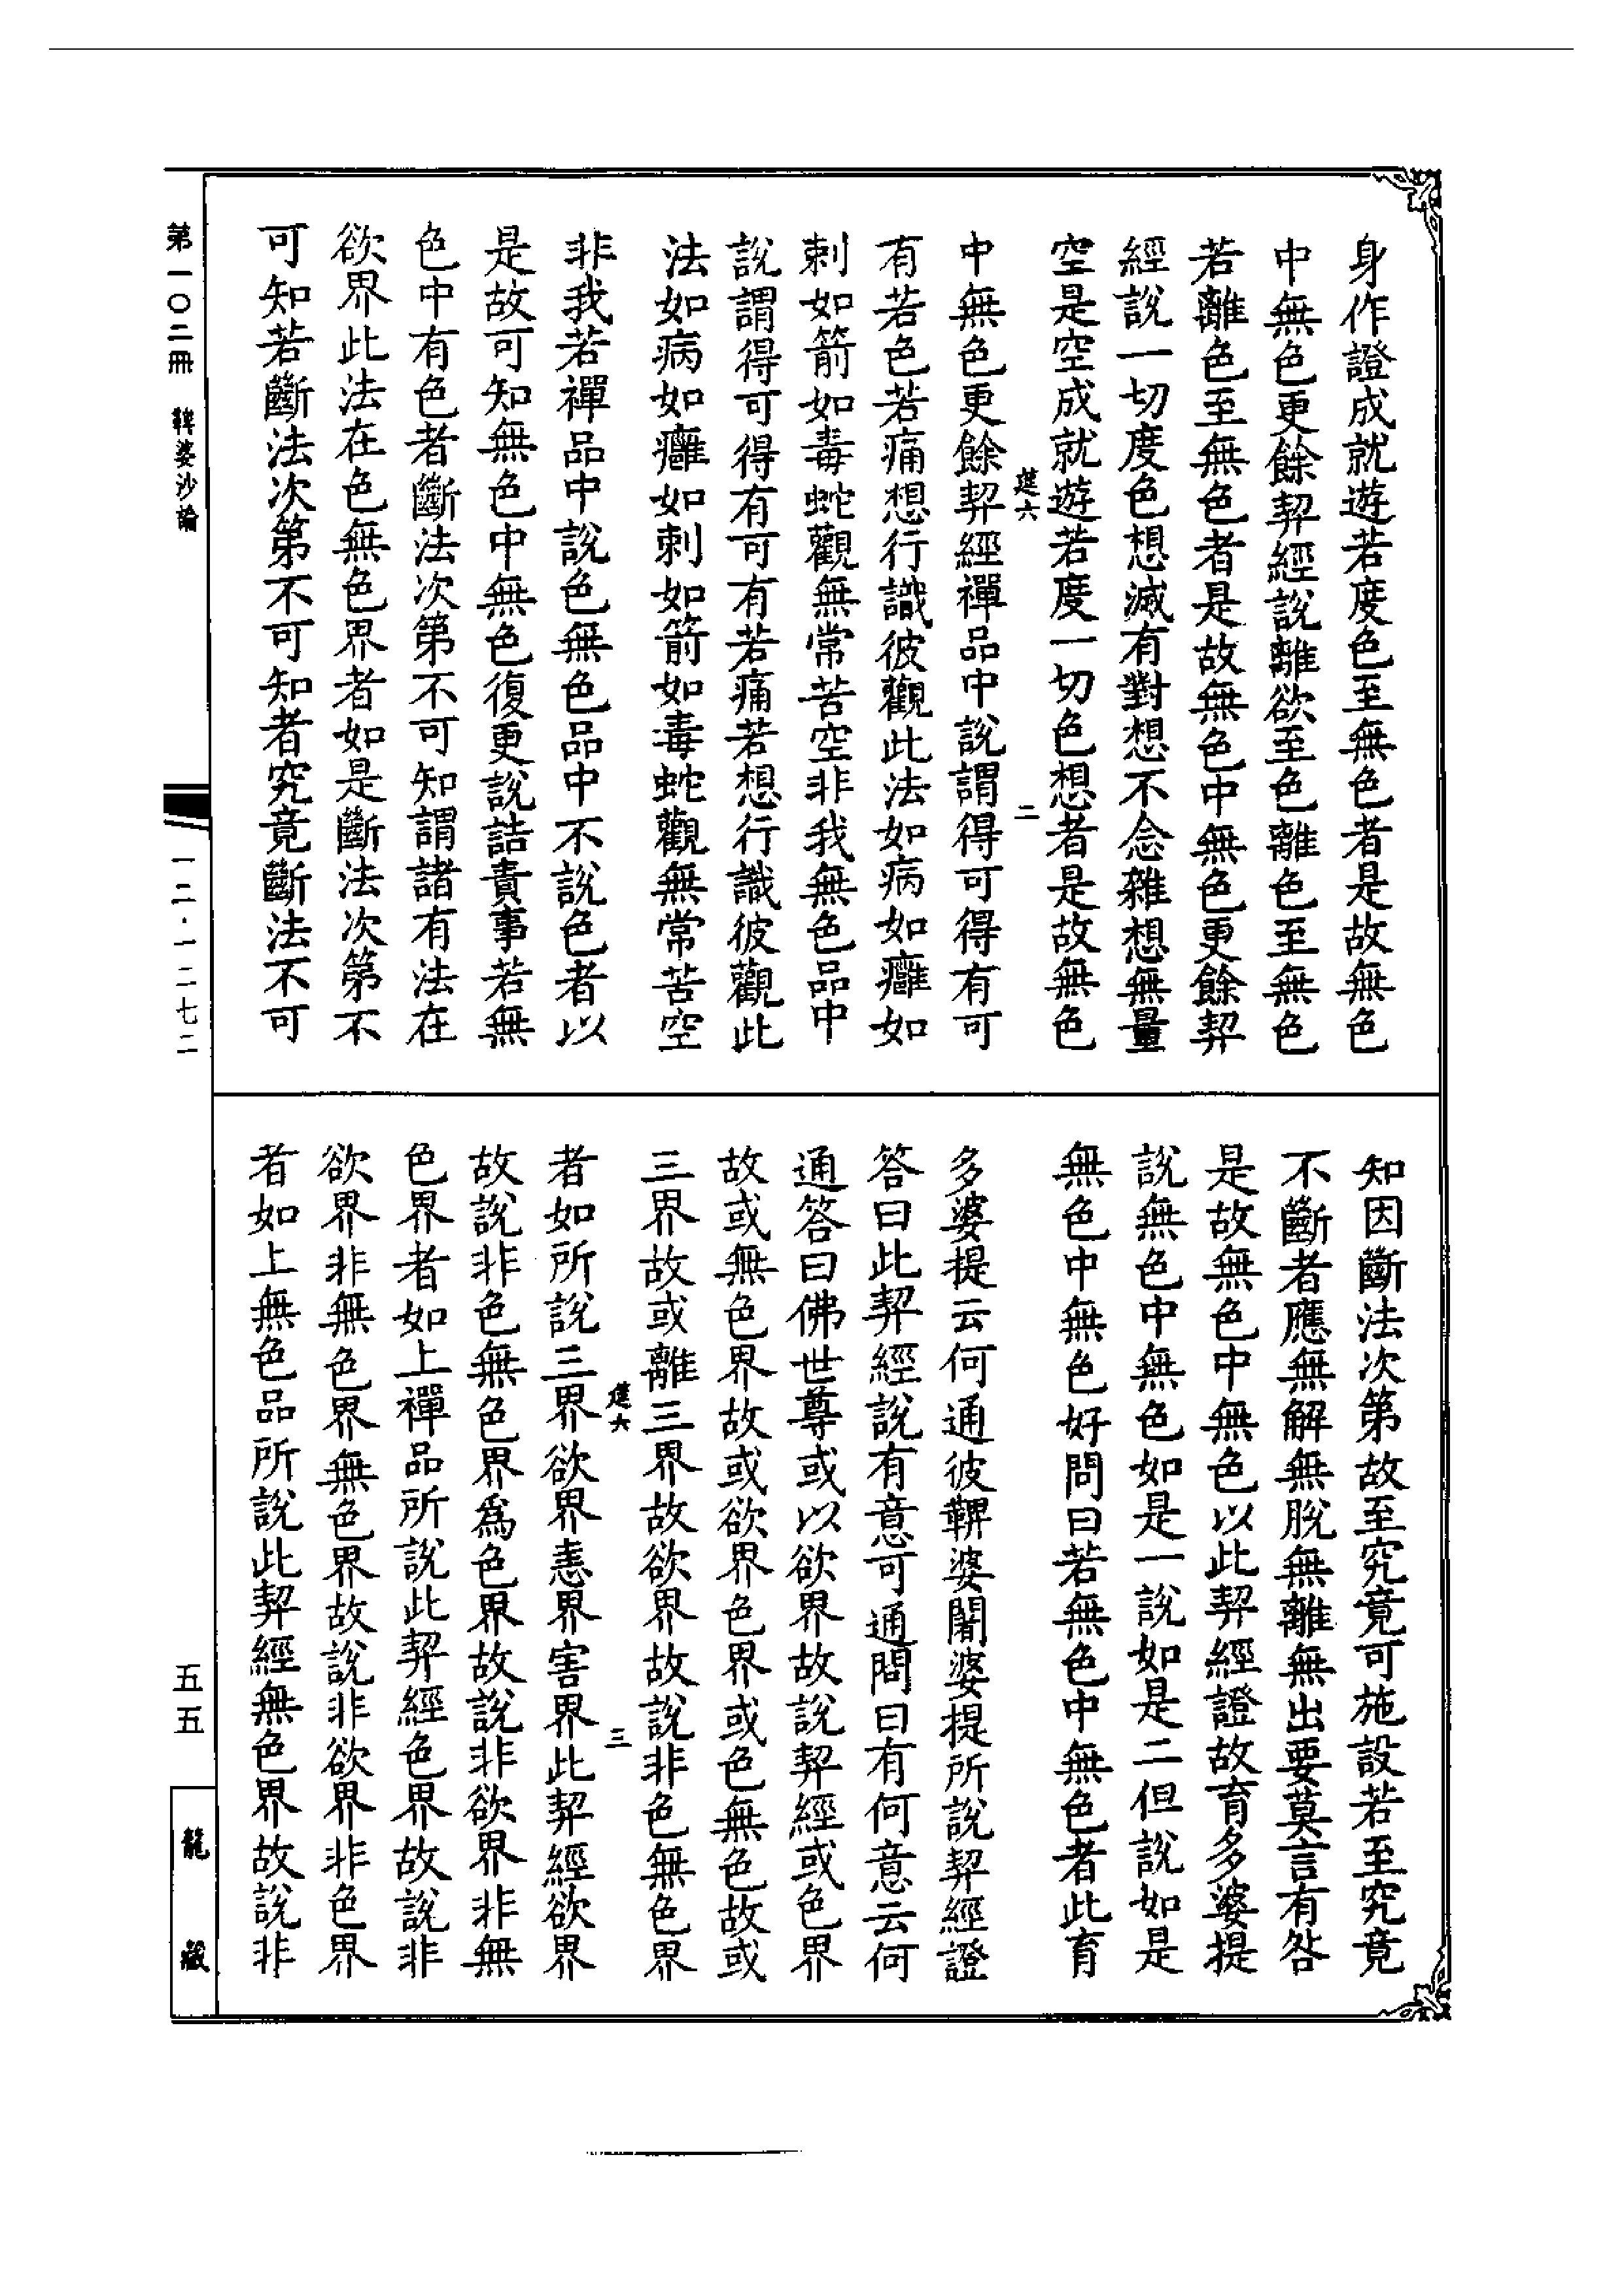 身作證成就遊若度色至無色者是故無色
中無色更餘契經說離欲至色離色至無色
若離色至無色者是故無色中無色更餘契
經說一切度色想滅有對想不念雜想無量
空是空成就遊若度一切色想者是故無色
建六
二
中無色更餘契經禪品中說謂得可得有可
有若色若痛想行識彼觀此法如病如癰如
刺如箭如毒蛇觀無常苦空非我無色品中
說謂得可得有可有若痛若想行識彼觀此
法如病如癰如刺如箭如毒蛇觀無常苦空
非我若禪品中說色無色品中不說色者以
是故可知無色中無色復更說詰責事若無
色中有色者斷法次第不可知謂諸有法在
欲界此法在色無色界者如是斷法次第不
可知若斷法次第不可知者究竟斷法不可
第一〇二冊 鞞婆沙論
一二·一二七二
知因斷法次第故至究竟可施設若至究竟
不斷者應無解無脫無離無出要莫言有咎
是故無色中無色以此契經證故育多婆提
說無色中無色如是一說如是二但說如是
無色中無色好問曰若無色中無色者此育
多婆提云何通彼鞞婆闍婆提所說契經證
答曰此契經說有意可通問曰有何意云何
通答曰佛世尊或以欲界故說契經或色界
故或無色界故或欲界色界或色無色故或
三界故或離三界故欲界故說非色無色界
建六
三
者如所說三界欲界恚界害界此契經欲界
故說非色無色界爲色界故說非欲界非無
色界者如上禪品所說此契經色界故說非
欲界非無色界無色界故說非欲界非色界
者如上無色品所說此契經無色界故說非
五五
龍藏